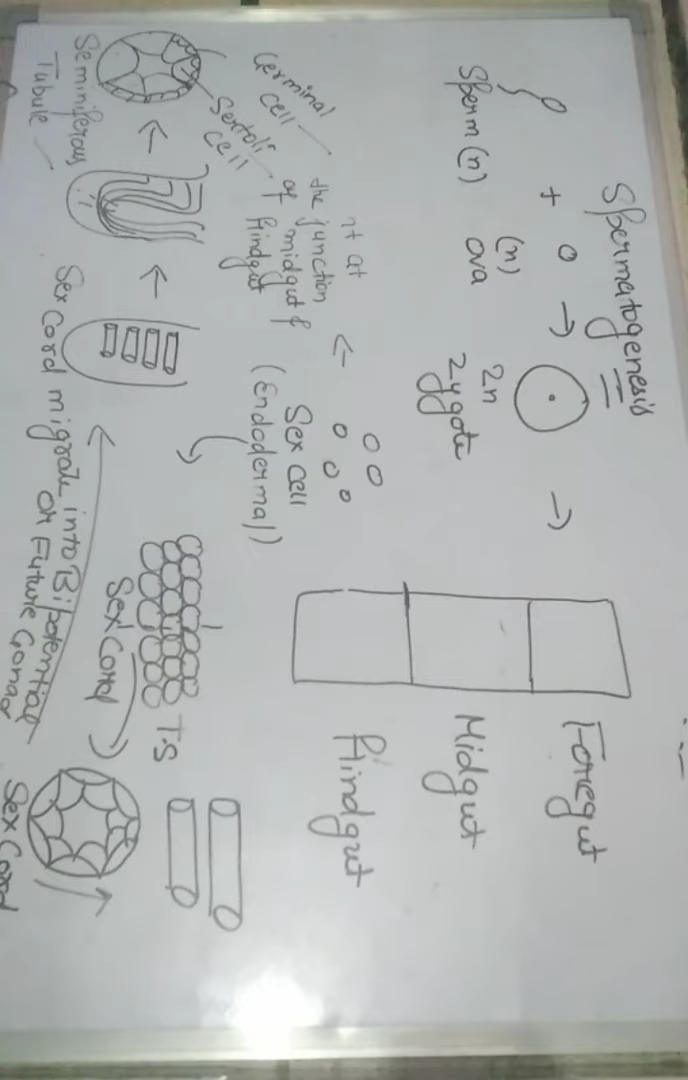 Spermatogenesis
+
→
→
Sperm (n)
(n)
ova
2n
zygote
Foregut
Midgut
Hindgut
nt at
the junction
of midgut &
Hindgut
←
Sex cell
(Endodermal)
Germinal
cell
Sertoli
cell
Seminiferous
Tubule
←
←
Sex Cord
T.S
Sex Cord migrate into Bipotential
or Future Gonad
Sex Cord